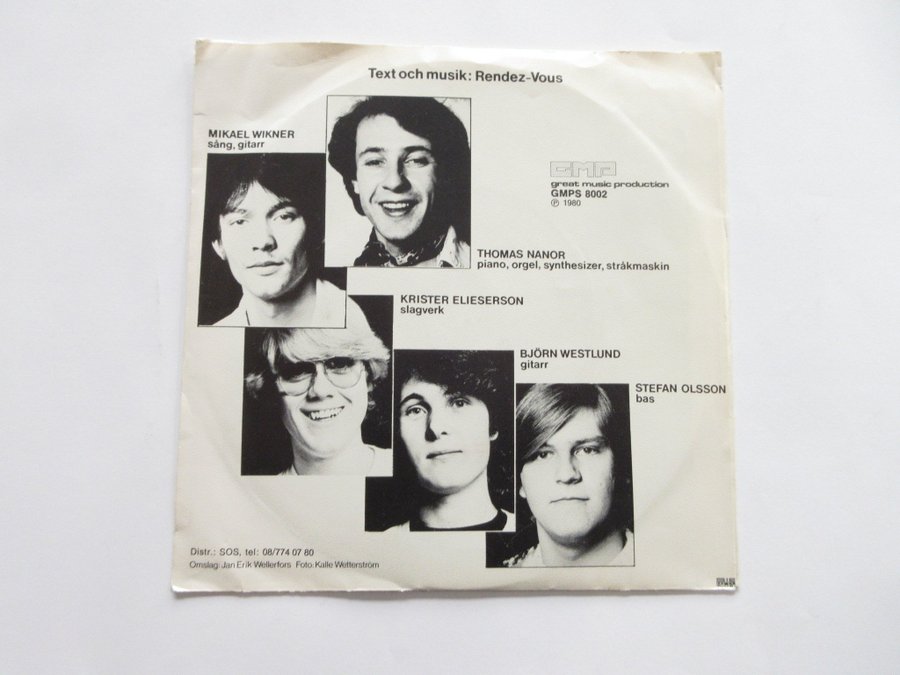 Text och musik: Rendez-Vous
MIKAEL WIKNER
sång, gitarr
GMP
great music production
GMPS 8002
℗ 1980
THOMAS NANOR
piano, orgel, synthesizer, stråkmaskin
KRISTER ELIESERSON
slagverk
BJÖRN WESTLUND
gitarr
STEFAN OLSSON
bas
Distr.: SOS, tel: 08/774 07 80
Omslag: Jan Erik Wellerfors Foto: Kalle Wetterström